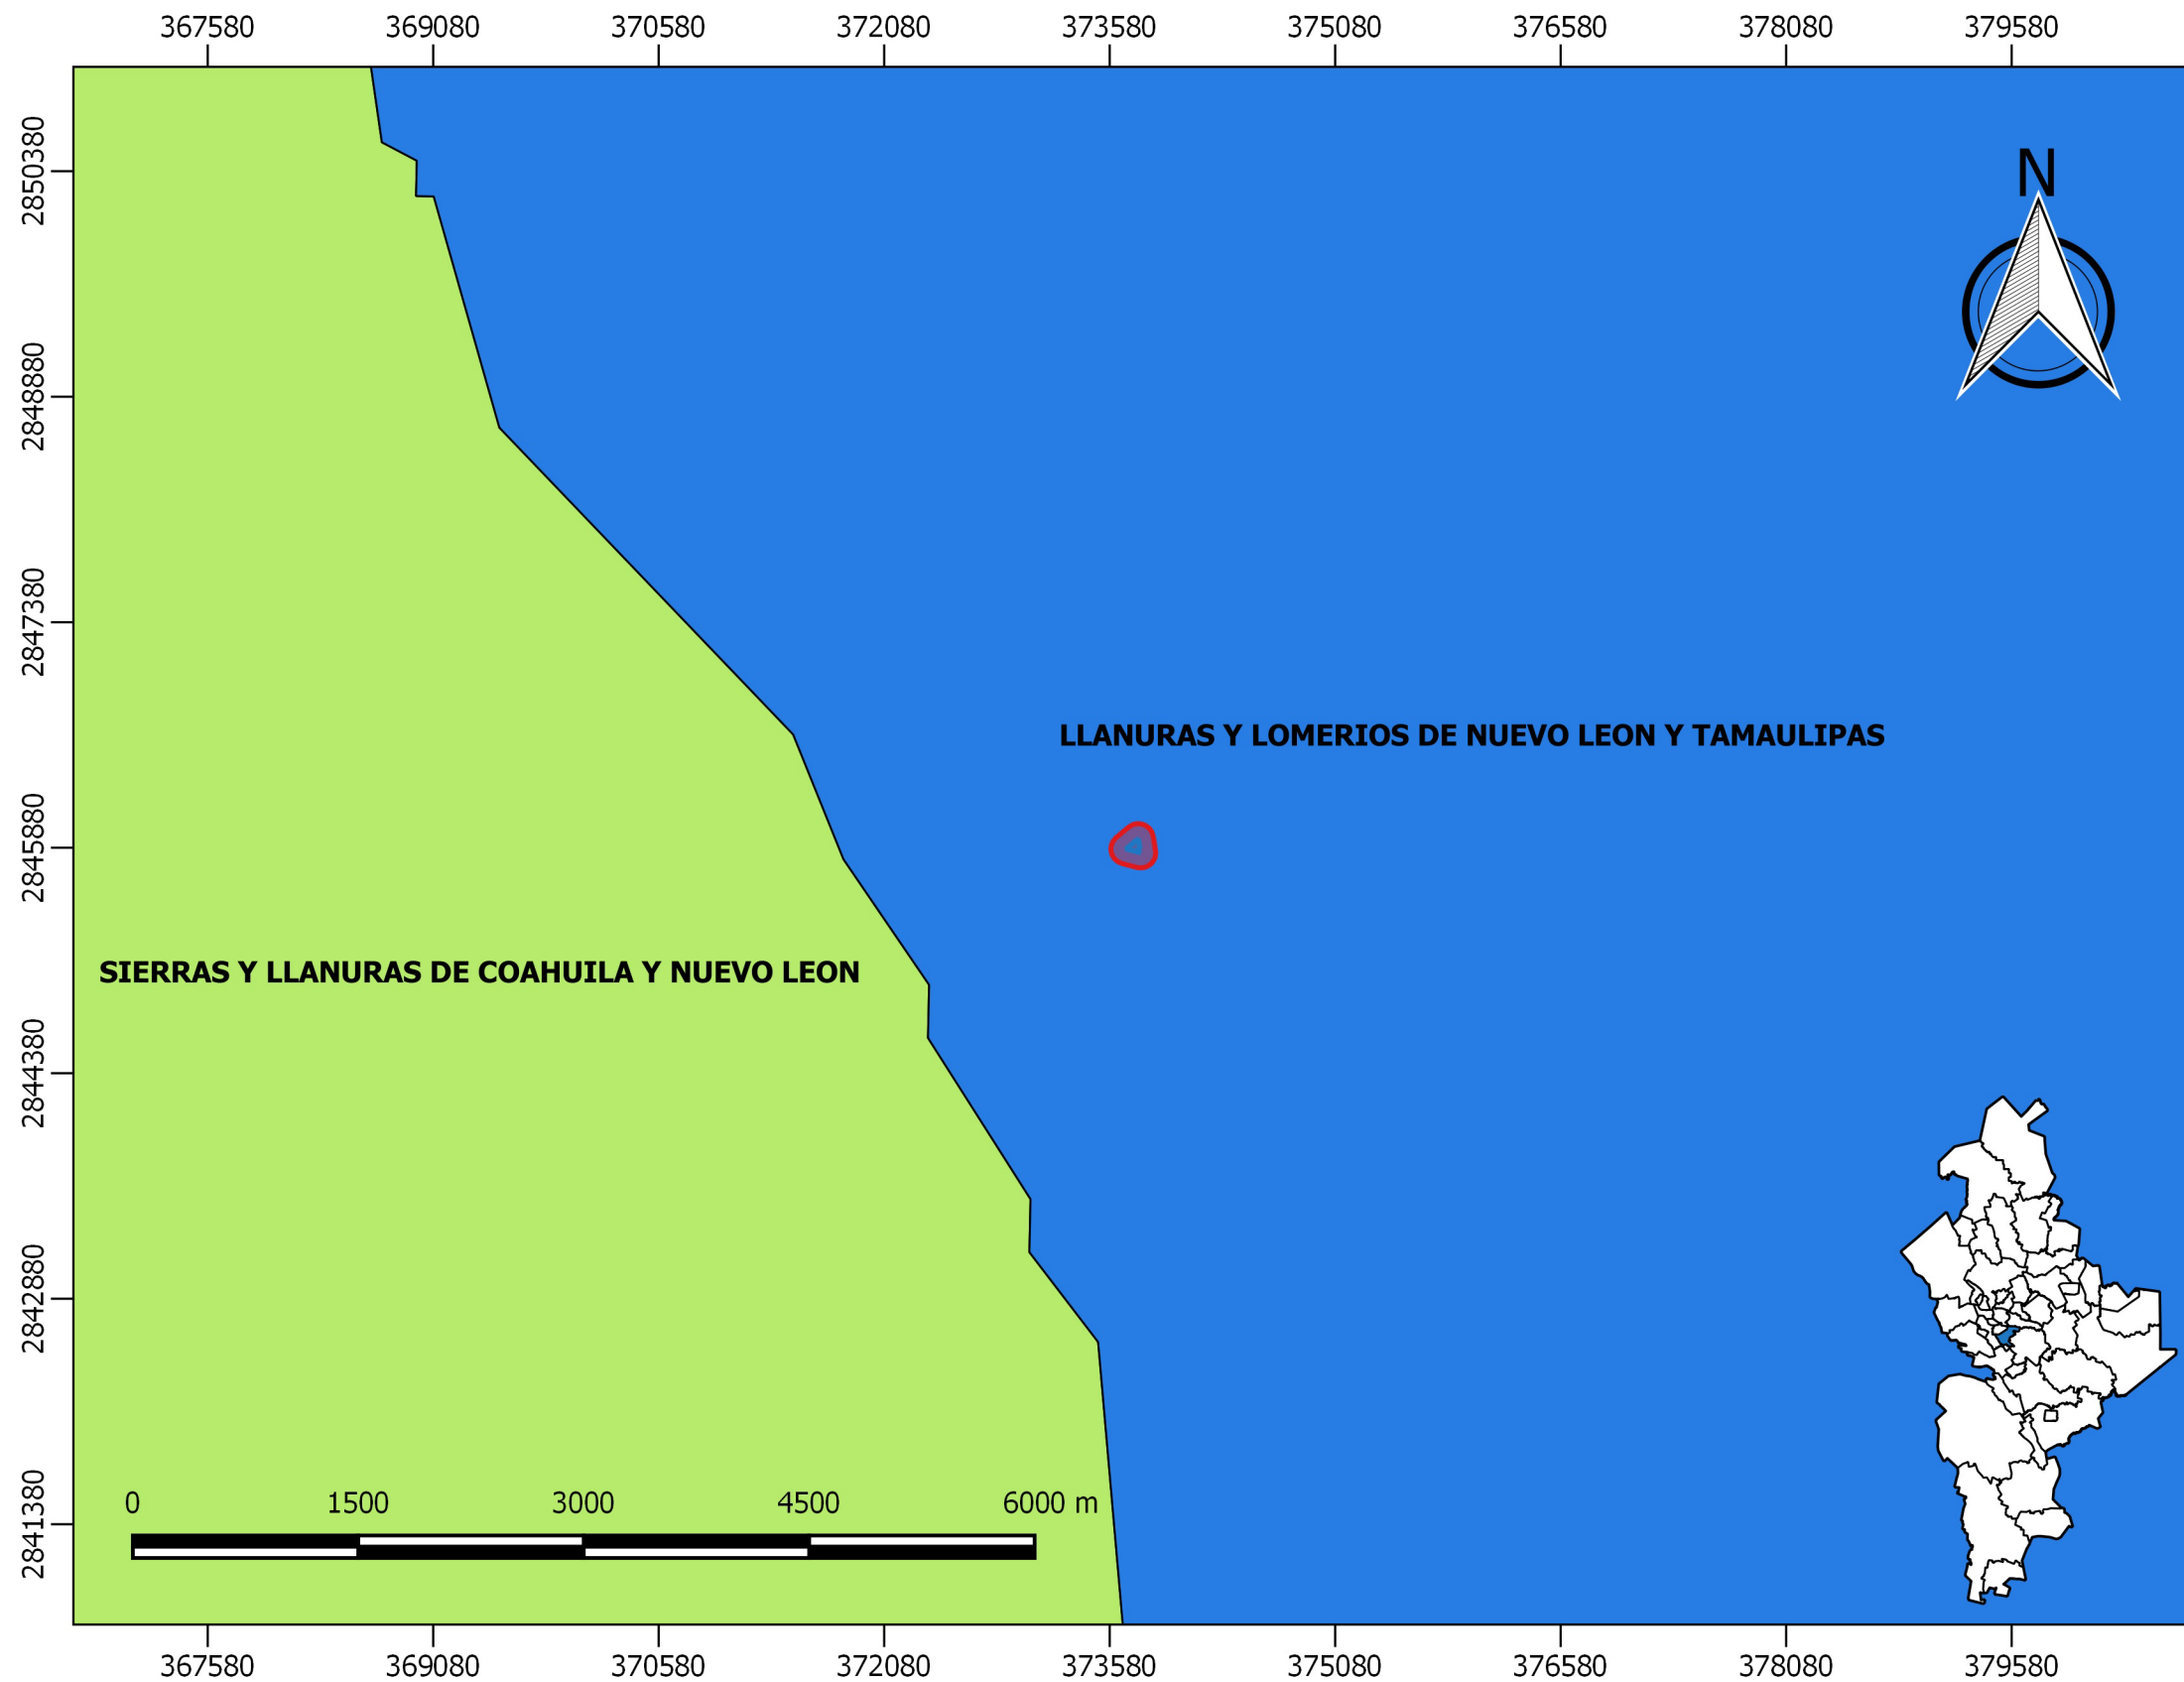 367580 369080 370580 372080 373580 375080 376580 378080 379580
2850380
N
2848880
2847380
LLANURAS Y LOMERIOS DE NUEVO LEON Y TAMAULIPAS
2845880
SIERRAS Y LLANURAS DE COAHUILA Y NUEVO LEON
2844380
2842880
2841380
0 1500 3000 4500 6000 m
367580 369080 370580 372080 373580 375080 376580 378080 379580